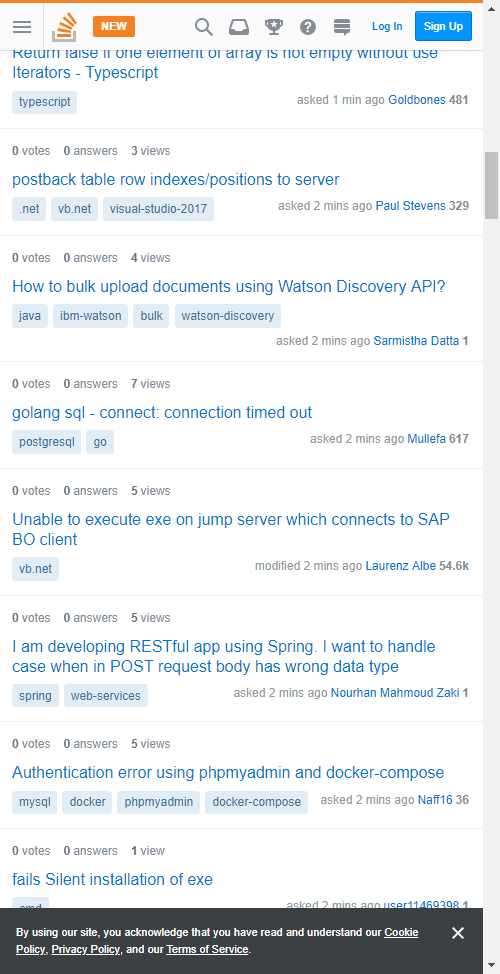 NEW
Log In
Sign Up
Return false if one element of array is not empty without use
Iterators - Typescript
typescript
asked 1 min ago Goldbones 481
0 votes 0 answers 3 views
postback table row indexes/positions to server
.net vb.net visual-studio-2017
asked 2 mins ago Paul Stevens 329
0 votes 0 answers 4 views
How to bulk upload documents using Watson Discovery API?
java ibm-watson bulk watson-discovery
asked 2 mins ago Sarmistha Datta 1
0 votes 0 answers 7 views
golang sql - connect: connection timed out
postgresql go
asked 2 mins ago Mullefa 617
0 votes 0 answers 5 views
Unable to execute exe on jump server which connects to SAP
BO client
vb.net
modified 2 mins ago Laurenz Albe 54.6k
0 votes 0 answers 5 views
I am developing RESTful app using Spring. I want to handle
case when in POST request body has wrong data type
spring web-services
asked 2 mins ago Nourhan Mahmoud Zaki 1
0 votes 0 answers 5 views
Authentication error using phpmyadmin and docker-compose
mysql docker phpmyadmin docker-compose
asked 2 mins ago Naff16 36
0 votes 0 answers 1 view
fails Silent installation of exe
cmd
asked 2 mins ago user11469398 1
By using our site, you acknowledge that you have read and understand our Cookie
Policy, Privacy Policy, and our Terms of Service.